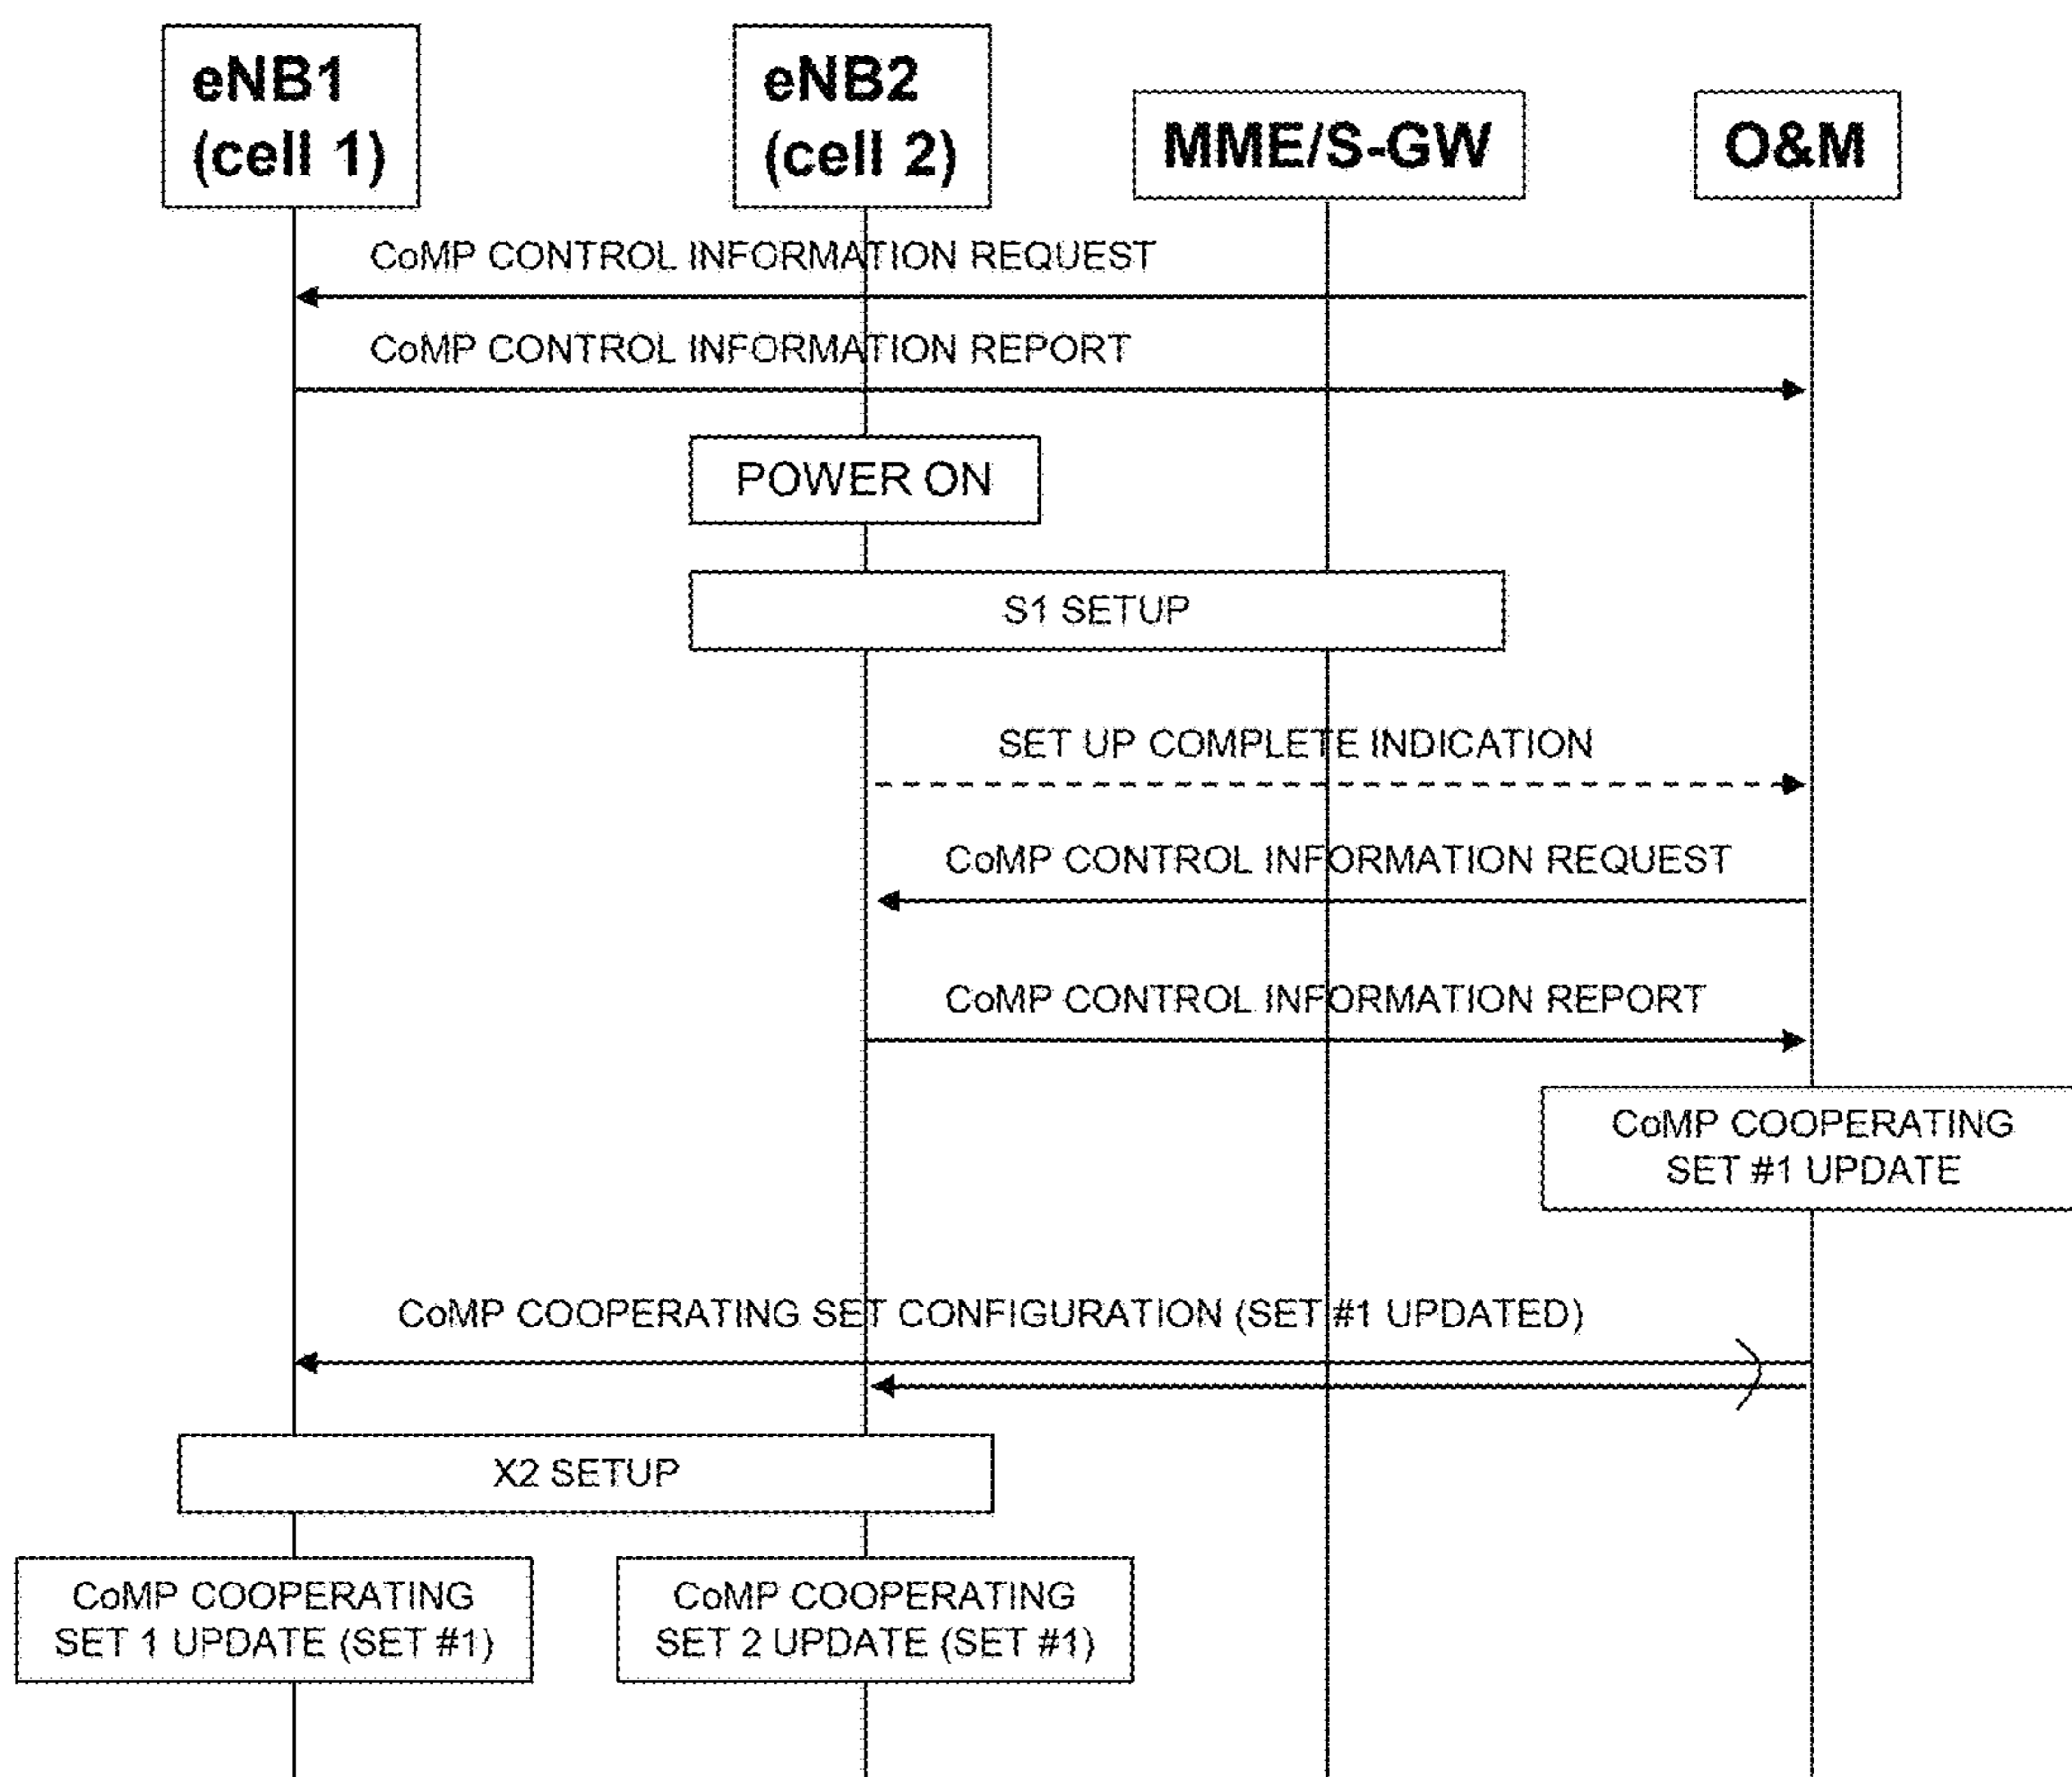 eNB1
(cell 1)
eNB2
(cell 2)
MME/S-GW
O&M
CoMP CONTROL INFORMATION REQUEST
CoMP CONTROL INFORMATION REPORT
POWER ON
S1 SETUP
SET UP COMPLETE INDICATION
CoMP CONTROL INFORMATION REQUEST
CoMP CONTROL INFORMATION REPORT
CoMP COOPERATING
SET #1 UPDATE
CoMP COOPERATING SET CONFIGURATION (SET #1 UPDATED)
X2 SETUP
CoMP COOPERATING
SET 1 UPDATE (SET #1)
CoMP COOPERATING
SET 2 UPDATE (SET #1)